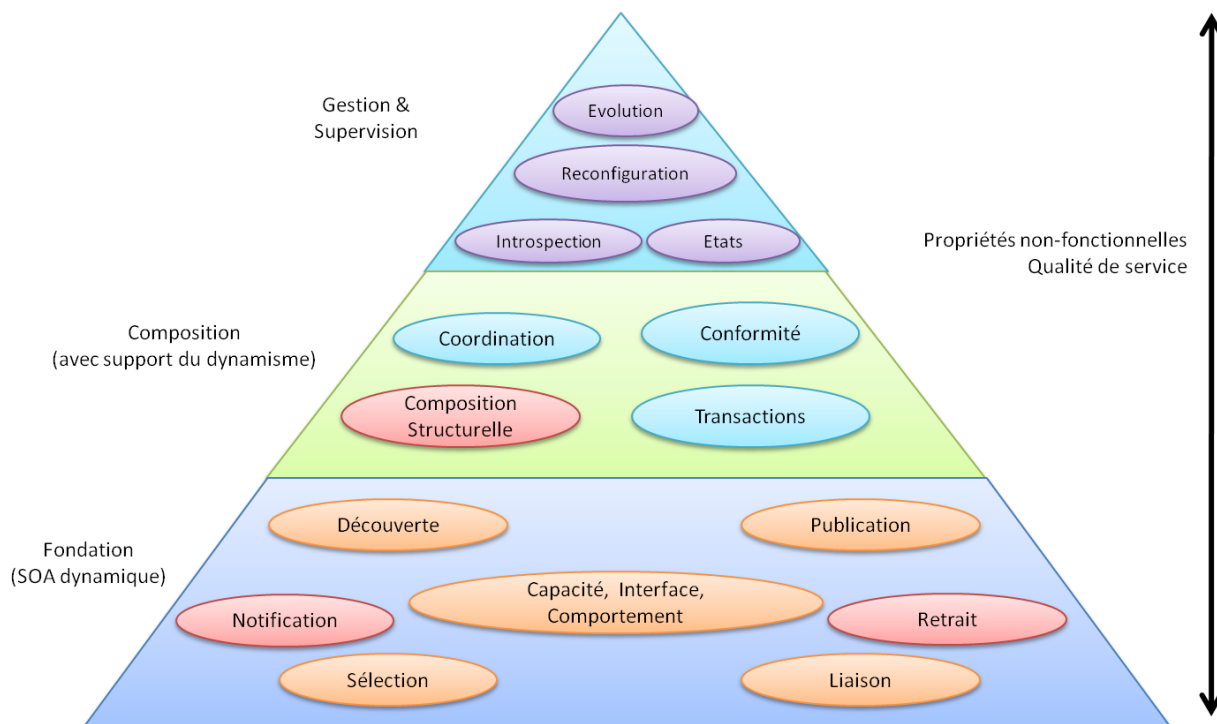 Gestion &
Supervision
Evolution
Reconfiguration
Introspection
Etats
Propriétés non-fonctionnelles
Qualité de service
Composition
(avec support du dynamisme)
Coordination
Conformité
Composition
Structurelle
Transactions
Fondation
(SOA dynamique)
Découverte
Publication
Capacité, Interface,
Comportement
Notification
Retrait
Sélection
Liaison